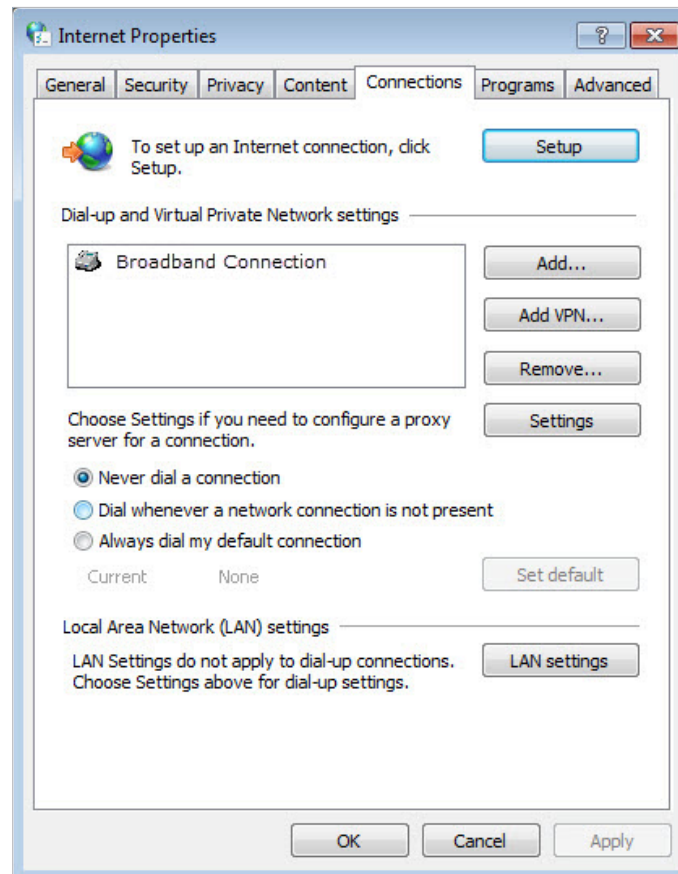 Internet Properties
General Security Privacy Content Connections Programs Advanced
To set up an Internet connection, click
Setup.
Setup
Dial-up and Virtual Private Network settings
Broadband Connection
Add...
Add VPN...
Remove...
Choose Settings if you need to configure a proxy
server for a connection.
Settings
Never dial a connection
Dial whenever a network connection is not present
Always dial my default connection
Current None
Set default
Local Area Network (LAN) settings
LAN Settings do not apply to dial-up connections.
Choose Settings above for dial-up settings.
LAN settings
OK Cancel Apply